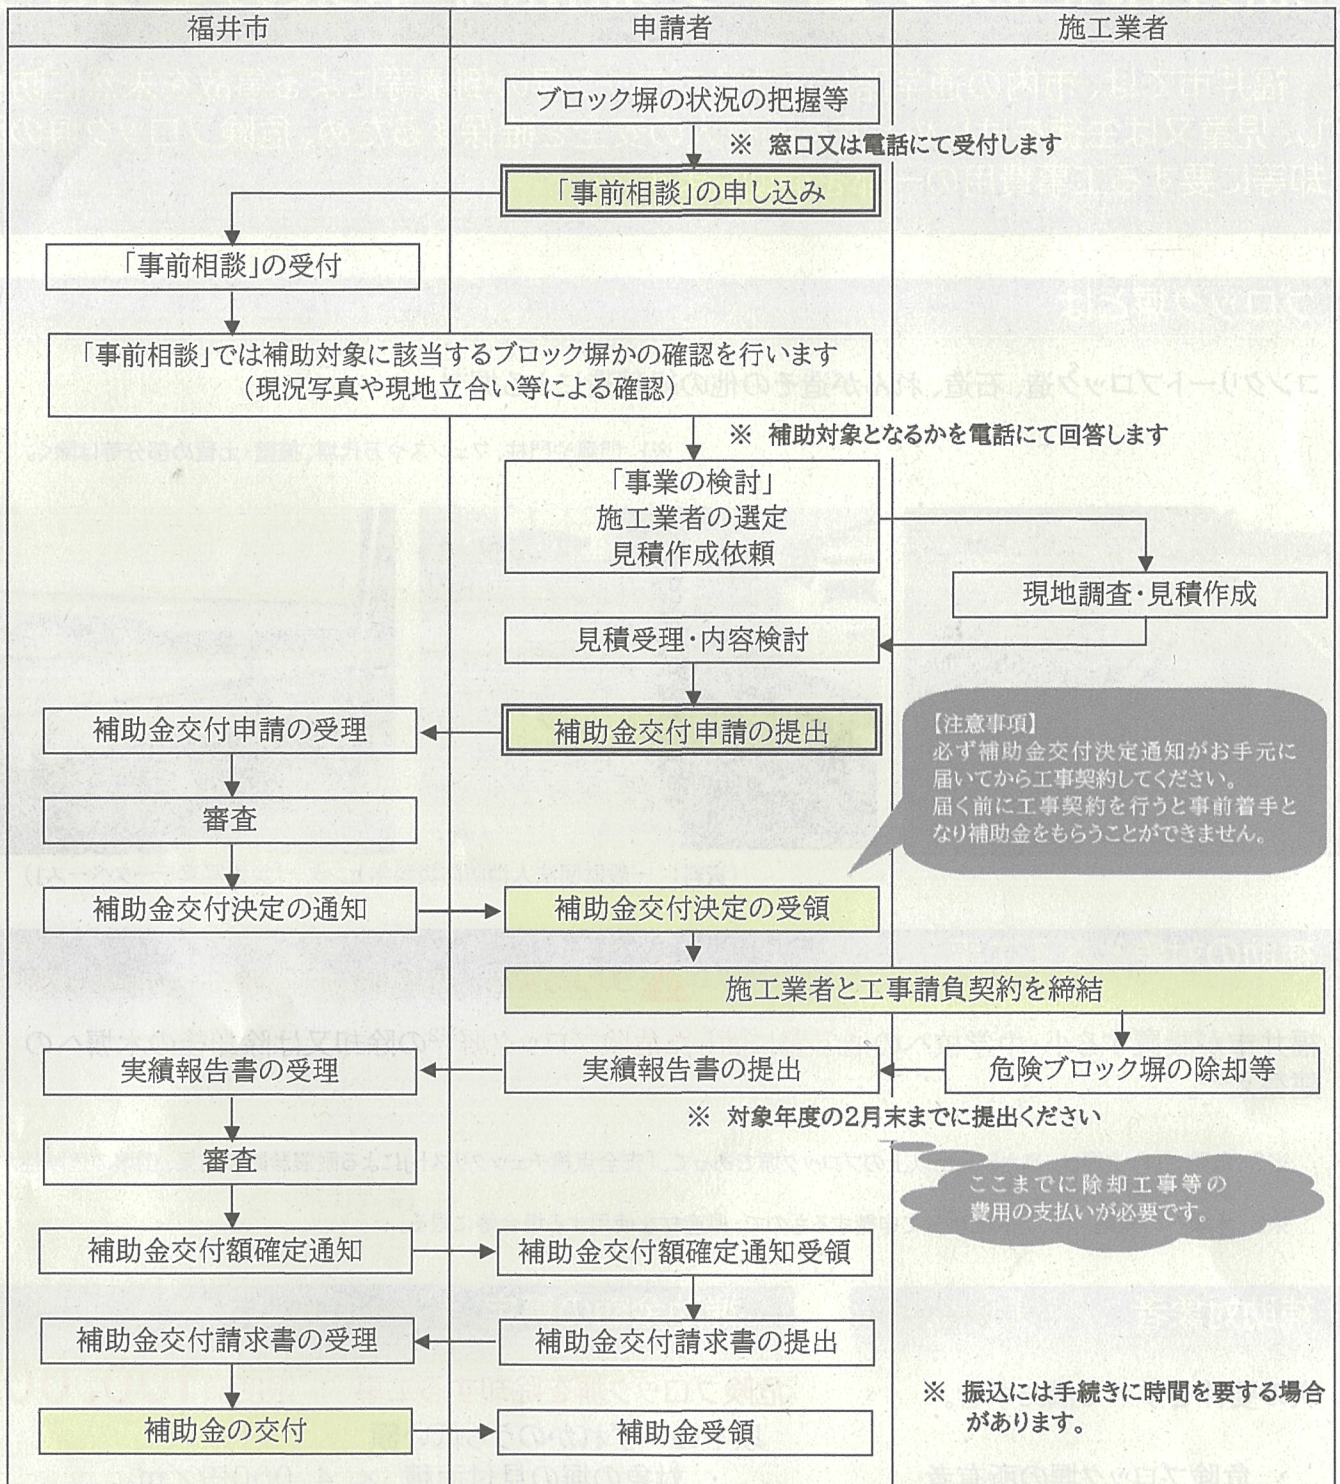 福井市
申請者
施工業者
ブロック塀の状況の把握等
※ 窓口又は電話にて受付します
「事前相談」の申し込み
「事前相談」の受付
「事前相談」では補助対象に該当するブロック塀かの確認を行います
（現況写真や現地立合い等による確認）
※ 補助対象となるかを電話にて回答します
「事業の検討」
施工業者の選定
見積作成依頼
現地調査・見積作成
見積受理・内容検討
補助金交付申請の受理
補助金交付申請の提出
【注意事項】
必ず補助金交付決定通知がお手元に
届いてから工事契約してください。
届く前に工事契約を行うと事前着手と
なり補助金をもらうことができません。
審査
補助金交付決定の通知
補助金交付決定の受領
施工業者と工事請負契約を締結
実績報告書の受理
実績報告書の提出
危険ブロック塀の除却等
※ 対象年度の2月末までに提出ください
審査
ここまでに除却工事等の
費用の支払いが必要です。
補助金交付額確定通知
補助金交付額確定通知受領
補助金交付請求書の受理
補助金交付請求書の提出
※ 振込には手続きに時間を要する場合
があります。
補助金の交付
補助金受領